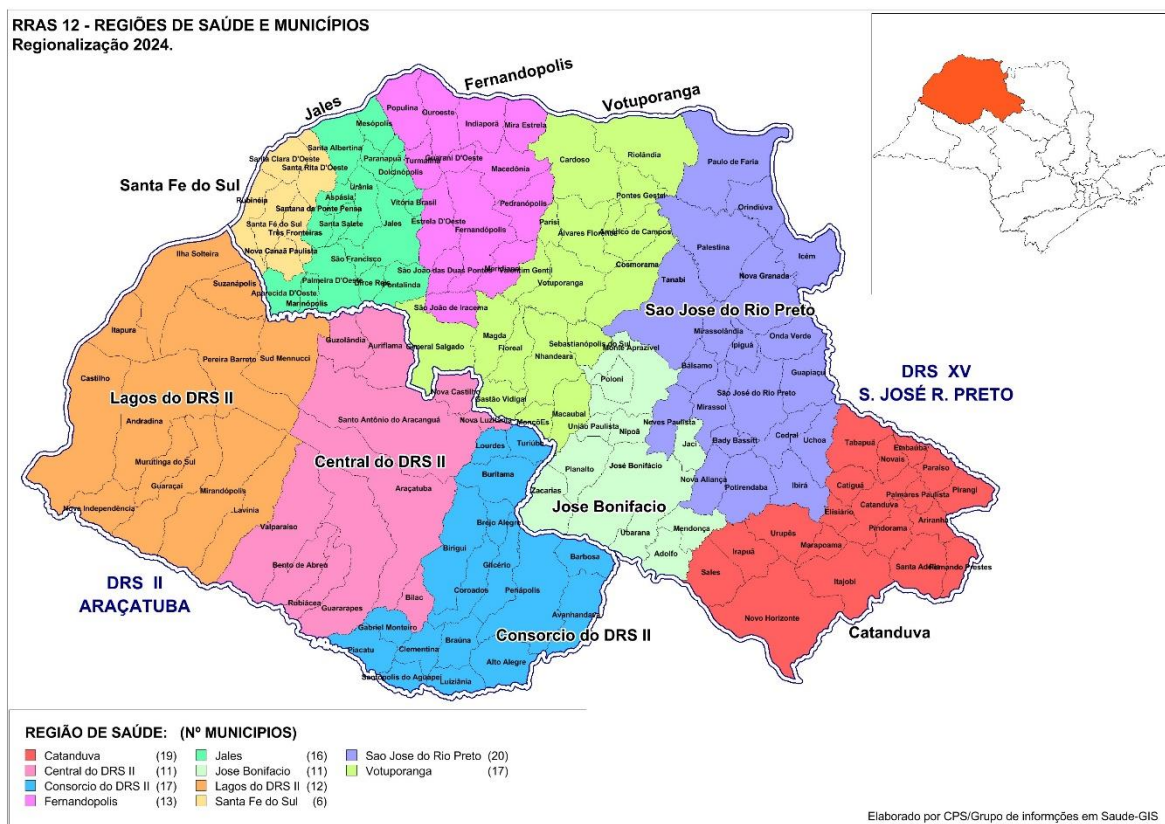 RRAS 12 - REGIÕES DE SAÚDE E MUNICÍPIOS
Regionalização 2024.
Fernandopolis
Jales
Votuporanga
Santa Fe do Sul
Populina
Ouroeste
Mesópolis
Indiaporã
Mira Estrela
Santa Albertina
Santa Clara D'Oeste
Santa Rita D'Oeste
Paranapuã
Turmalina
Guarani D'Oeste
Dolcinópolis
Macedônia
Cardoso
Riolândia
Paulo de Faria
Urânia
Aspásia
Rubinéia
Santana da Ponte Pensa
Vitória Brasil
Pedranópolis
Pontes Gestal
Orindiúva
Santa Fé do Sul
Santa Salete
Jales
Estrela D'Oeste
Fernandópolis
Parisi
Álvares Florence
Américo de Campos
Três Fronteiras
Nova Canaã Paulista
São Francisco
Palmeira D'Oeste
Pontalinda
Aparecida D'Oeste
Marinópolis
São João das Duas Pontes
Meridiano
Valentim Gentil
Votuporanga
Cosmorama
Tanabi
Palestina
Nova Granada
Icém
Ilha Solteira
Suzanápolis
São João de Iracema
Sao Jose do Rio Preto
Itapura
Pereira Barreto
Sud Mennucci
Guzolândia
Auriflama
General Salgado
Magda
Floreal
Nhandeara
Sebastianópolis do Sul
Monte Aprazível
Mirassolândia
Ipiguá
Onda Verde
Castilho
Lagos do DRS II
Bálsamo
Guapiaçu
DRS XV
S. JOSÉ R. PRETO
Poloni
Nova Castilho
Gastão Vidigal
Macaubal
São José do Rio Preto
Mirassol
Andradina
Santo Antônio do Aracanguá
Nova Luzitânia
MonçõEs
União Paulista
Nipoã
Neves Paulista
Jaci
Bady Bassitt
Cedral
Uchoa
Tabapuã
Embaúba
Murutinga do Sul
Central do DRS II
Lourdes
Turiúba
Planalto
José Bonifácio
Novais
Paraíso
Guaraçaí
Mirandópolis
Araçatuba
Buritama
Zacarias
Jose Bonifacio
Nova Aliança
Potirendaba
Ibirá
Catiguá
Palmares Paulista
Pirangi
Catanduva
Nova Independência
Lavínia
Valparaíso
Brejo Alegre
Ubarana
Mendonça
Adolfo
Elisiário
Ariranha
Pindorama
Urupês
Marapoama
Irapuã
Birigui
Glicério
Barbosa
Bento de Abreu
Coroados
Penápolis
Sales
Itajobi
Santa Adélia
Fernando Prestes
DRS II
ARAÇATUBA
Rubiácea
Guararapes
Bilac
Avanhandava
Novo Horizonte
Gabriel Monteiro
Braúna
Consorcio do DRS II
Catanduva
Piacatu
Clementina
Alto Alegre
Santópolis do Aguapeí
Luiziânia
REGIÃO DE SAÚDE: (Nº MUNICIPIOS)
Catanduva (19) Jales (16) Sao Jose do Rio Preto (20)
Central do DRS II (11) Jose Bonifacio (11) Votuporanga (17)
Consorcio do DRS II (17) Lagos do DRS II (12)
Fernandopolis (13) Santa Fe do Sul (6)
Elaborado por CPS/Grupo de informções em Saude-GIS